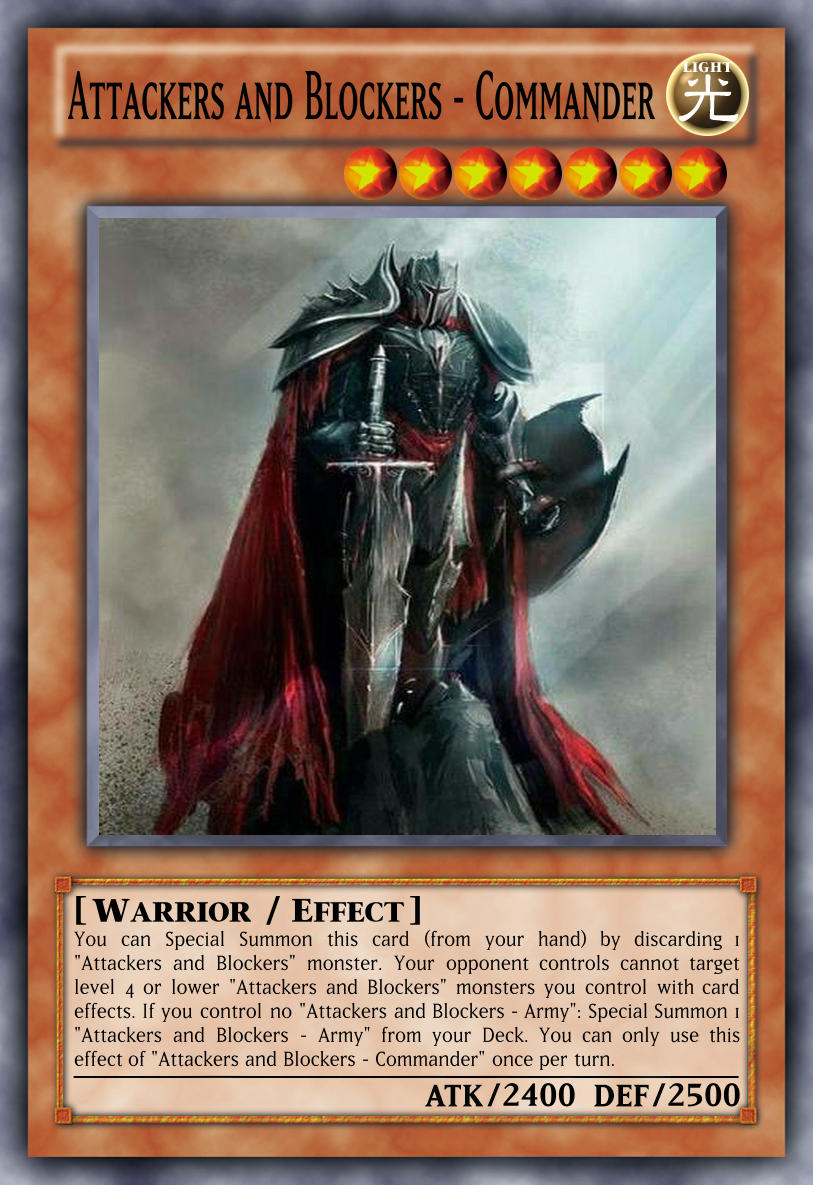 Attackers and Blockers - Commander
LIGHT
光
[ Warrior / Effect ]
You can Special Summon this card (from your hand) by discarding 1
"Attackers and Blockers" monster. Your opponent controls cannot target
level 4 or lower "Attackers and Blockers" monsters you control with card
effects. If you control no "Attackers and Blockers - Army": Special Summon 1
"Attackers and Blockers - Army" from your Deck. You can only use this
effect of "Attackers and Blockers - Commander" once per turn.
ATK/2400 DEF/2500